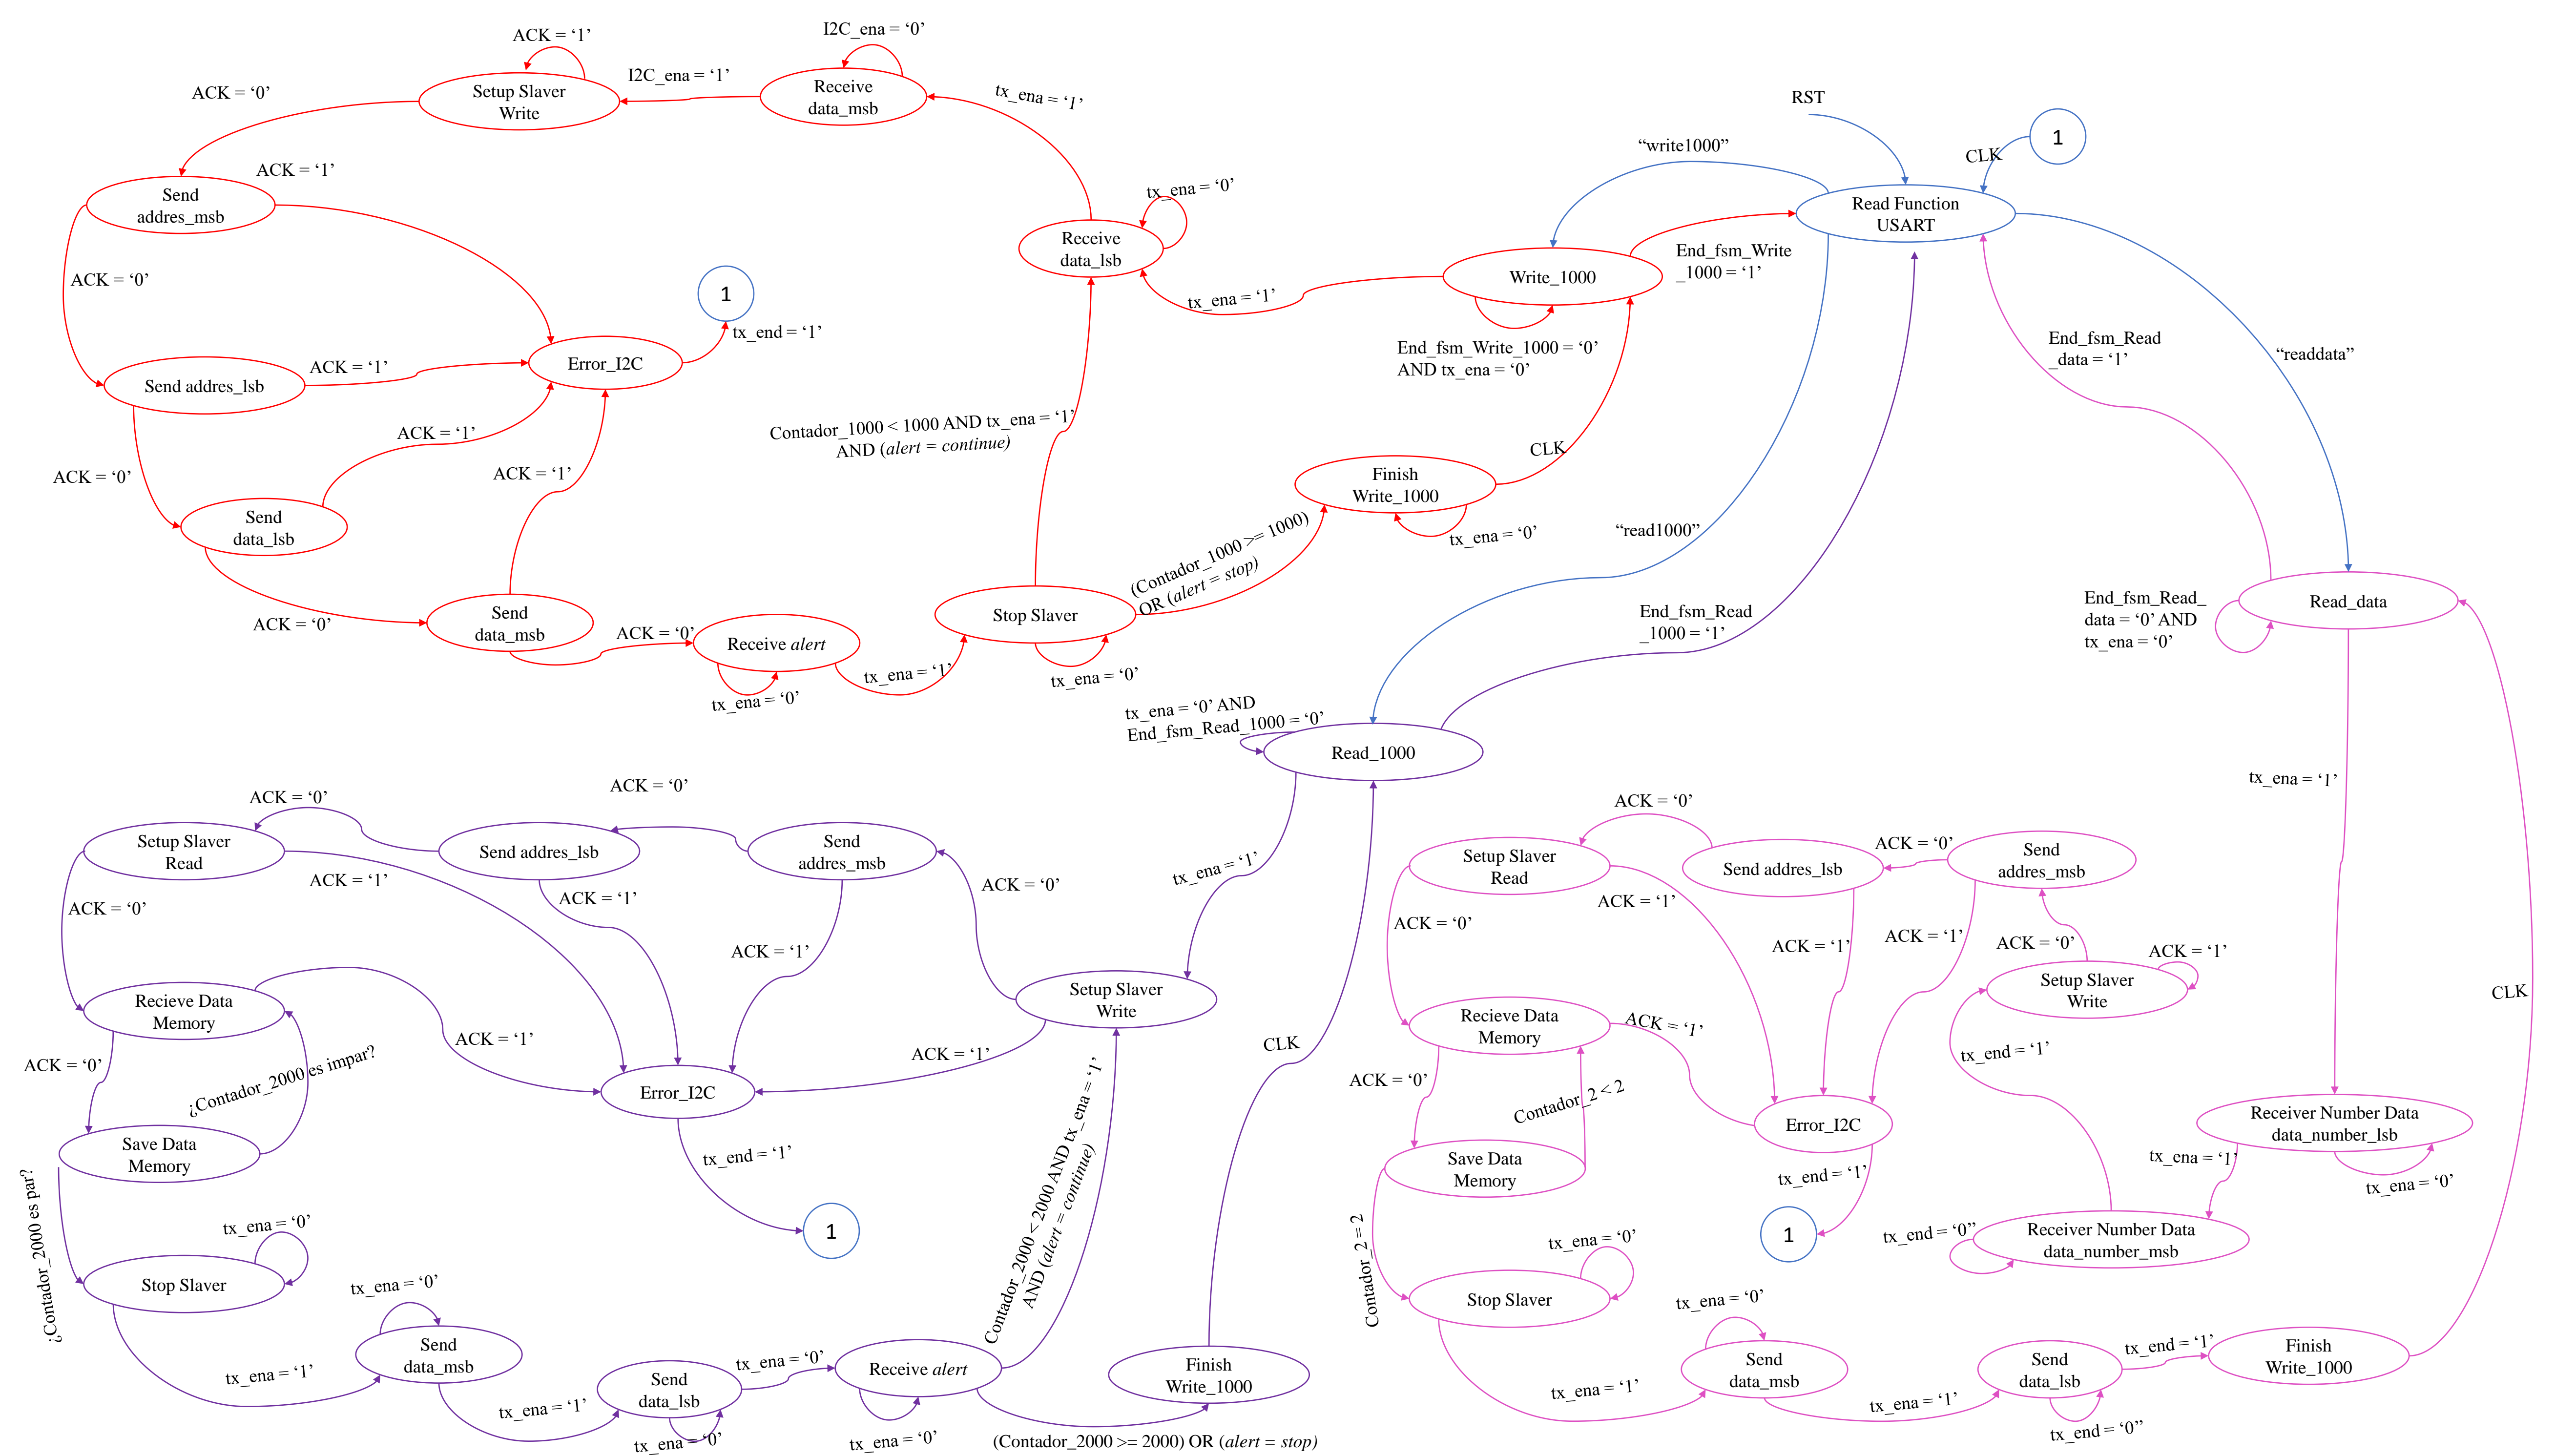 ACK = ‘1’
I2C_ena = ‘0’
I2C_ena = ‘1’
Setup Slaver
Write
Receive
data_msb
ACK = ‘0’
tx_ena = ‘1’
RST
1
CLK
“write1000”
ACK = ‘1’
Send
addres_msb
tx_ena = ‘0’
Read Function
USART
Receive
data_lsb
End_fsm_Write
_1000 = ‘1’
Write_1000
ACK = ‘0’
1
tx_ena = ‘1’
tx_end = ‘1’
End_fsm_Write_1000 = ‘0’
AND tx_ena = ‘0’
End_fsm_Read
_data = ‘1’
“readdata”
Error_I2C
ACK = ‘1’
Send addres_lsb
ACK = ‘1’
Contador_1000 < 1000 AND tx_ena = ‘1’
AND (alert = continue)
CLK
ACK = ‘0’
ACK = ‘1’
Finish
Write_1000
Send
data_lsb
(Contador_1000 >= 1000)
OR (alert = stop)
tx_ena = ‘0’
“read1000”
ACK = ‘0’
Send
data_msb
ACK = ‘0’
Receive alert
Stop Slaver
End_fsm_Read
_1000 = ‘1’
End_fsm_Read_
data = ‘0’ AND
tx_ena = ‘0’
Read_data
tx_ena = ‘1’
tx_ena = ‘0’
tx_ena = ‘0’
tx_ena = ‘0’ AND
End_fsm_Read_1000 = ‘0’
Read_1000
tx_ena = ‘1’
ACK = ‘0’
ACK = ‘0’
Setup Slaver
Read
Send addres_lsb
Send
addres_msb
ACK = ‘1’
ACK = ‘1’
ACK = ‘0’
tx_ena = ‘1’
ACK = ‘0’
ACK = ‘1’
Recieve Data
Memory
Setup Slaver
Write
ACK = ‘1’
ACK = ‘1’
ACK = ‘0’
¿Contador_2000 es impar?
Error_I2C
CLK
Save Data
Memory
tx_end = ‘1’
¿Contador_2000 es par?
1
tx_ena = ‘0’
Stop Slaver
Contador_2000 < 2000 AND tx_ena = ‘1’
AND (alert = continue)
tx_ena = ‘0’
Send
data_msb
tx_ena = ‘1’
tx_ena = ‘0’
Receive alert
Send
data_lsb
tx_ena = ‘1’
tx_ena = ‘0’
tx_ena = ‘0’
Finish
Write_1000
(Contador_2000 >= 2000) OR (alert = stop)
ACK = ‘0’
ACK = ‘0’
Setup Slaver
Read
Send addres_lsb
Send
addres_msb
ACK = ‘1’
ACK = ‘0’
ACK = ‘1’
ACK = ‘1’
ACK = ‘0’
ACK = ‘1’
Setup Slaver
Write
CLK
Recieve Data
Memory
ACK = ‘1’
tx_end = ‘1’
ACK = ‘0’
Contador_2 < 2
Error_I2C
Receiver Number Data
data_number_lsb
Save Data
Memory
tx_end = ‘1’
tx_ena = ‘1’
tx_ena = ‘0’
Contador_2 = 2
1
tx_end = ‘0”
Receiver Number Data
data_number_msb
tx_ena = ‘0’
Stop Slaver
tx_ena = ‘0’
Send
data_msb
tx_ena = ‘1’
tx_end = ‘1’
Send
data_lsb
Finish
Write_1000
tx_ena = ‘1’
tx_end = ‘0”